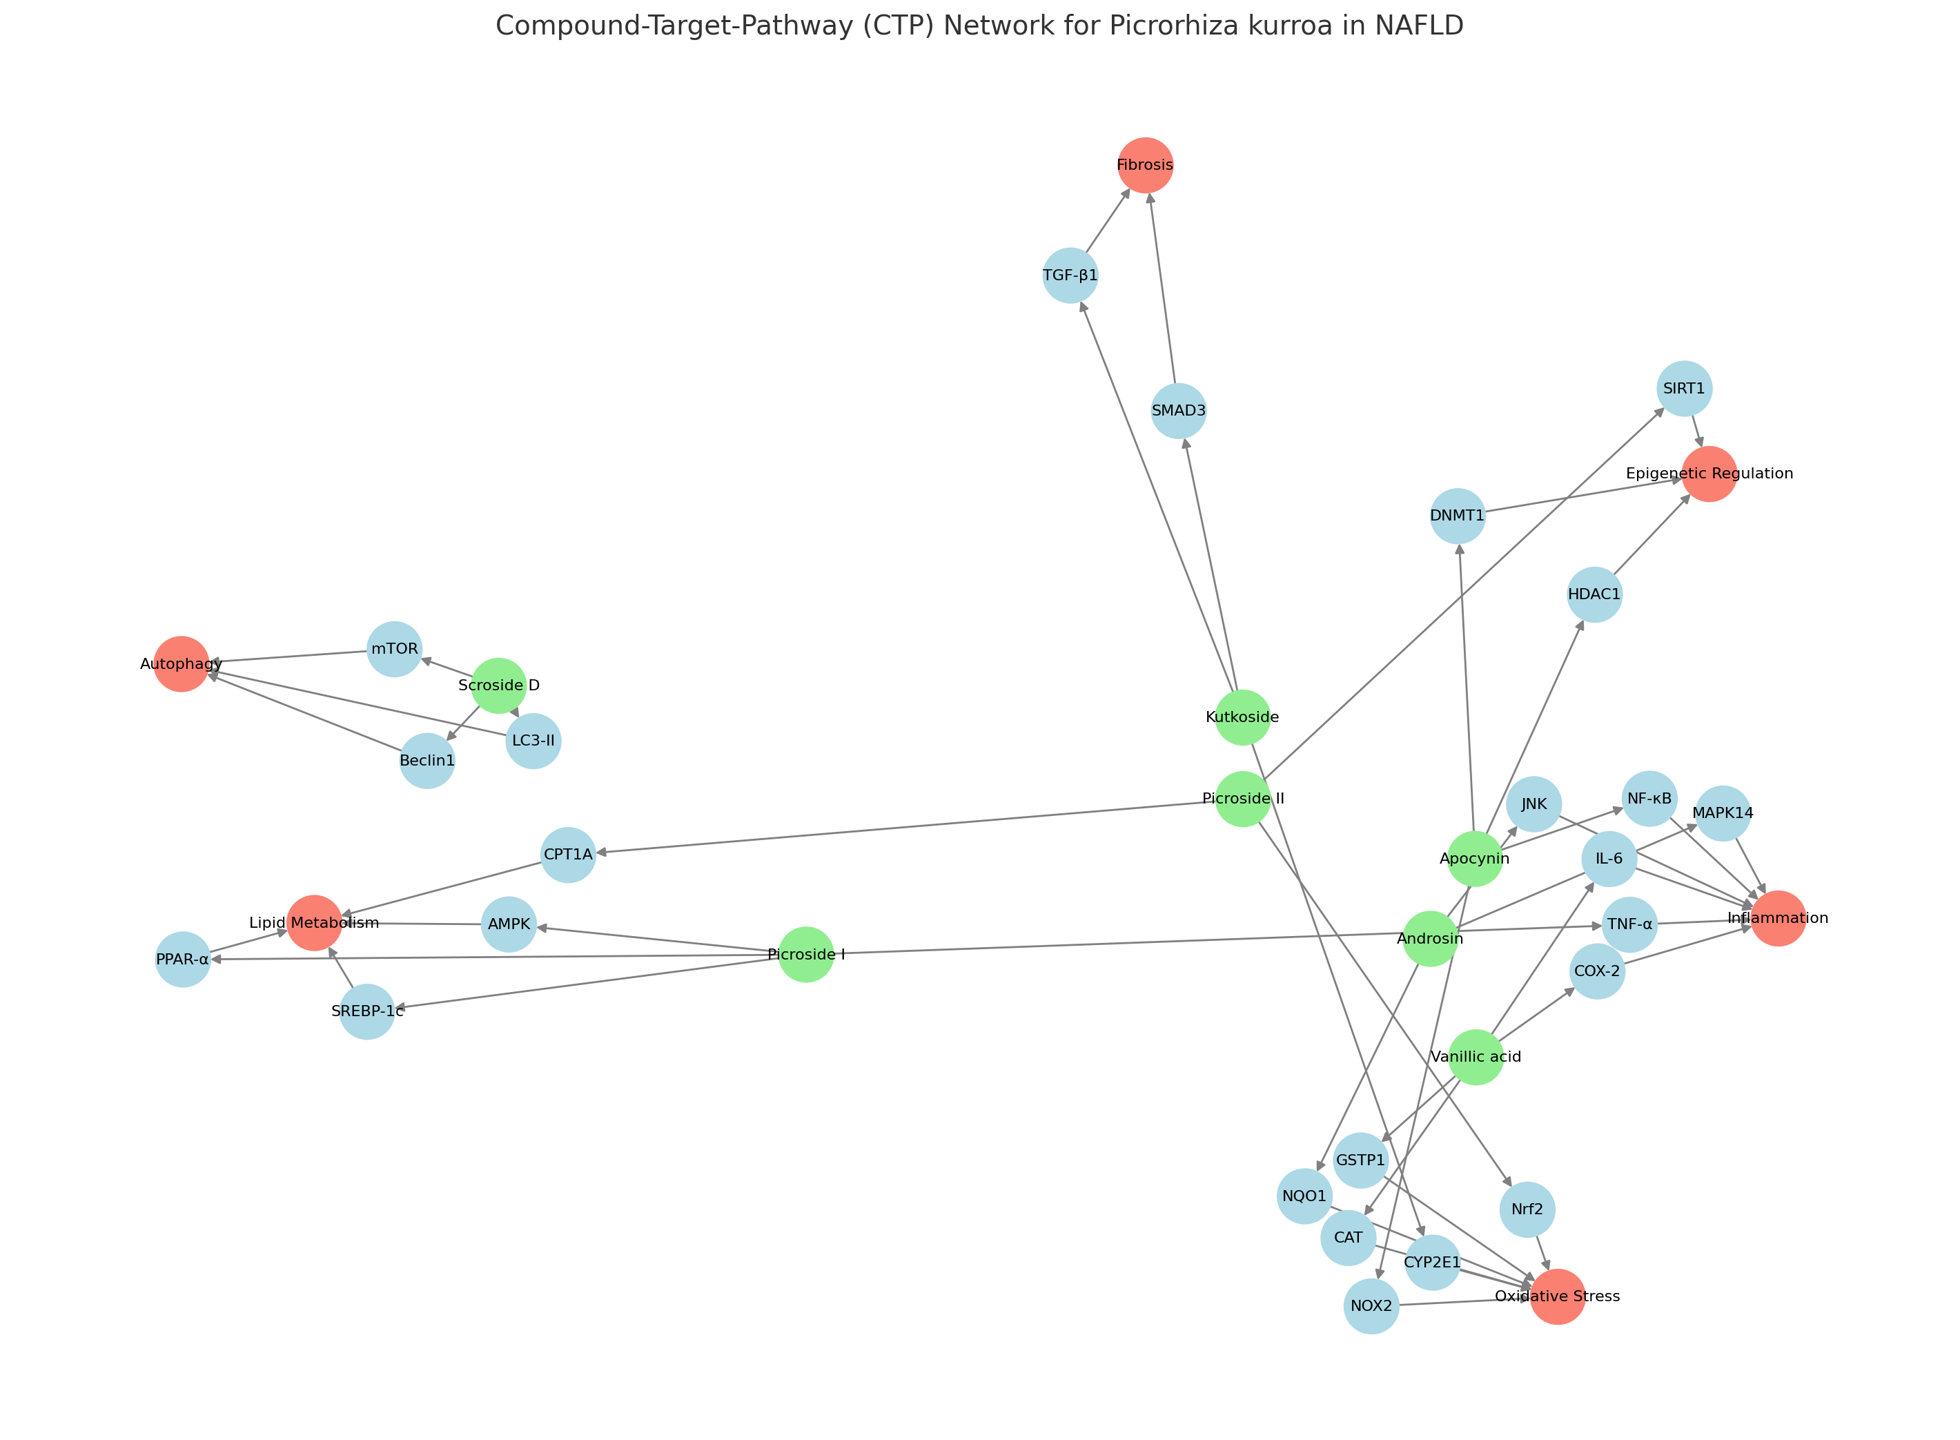 Compound-Target-Pathway (CTP) Network for Picrorhiza kurroa in NAFLD
Fibrosis
TGF-β1
SIRT1
SMAD3
Epigenetic Regulation
DNMT1
HDAC1
mTOR
Autophagy
Scroside D
Kutkoside
LC3-II
Beclin1
Picroside II
NF-κB
JNK
MAPK14
CPT1A
Apocynin
IL-6
Inflammation
Lipid Metabolism
AMPK
TNF-α
Androsin
Picroside I
PPAR-α
COX-2
SREBP-1c
Vanillic acid
GSTP1
NQO1
Nrf2
CAT
CYP2E1
Oxidative Stress
NOX2